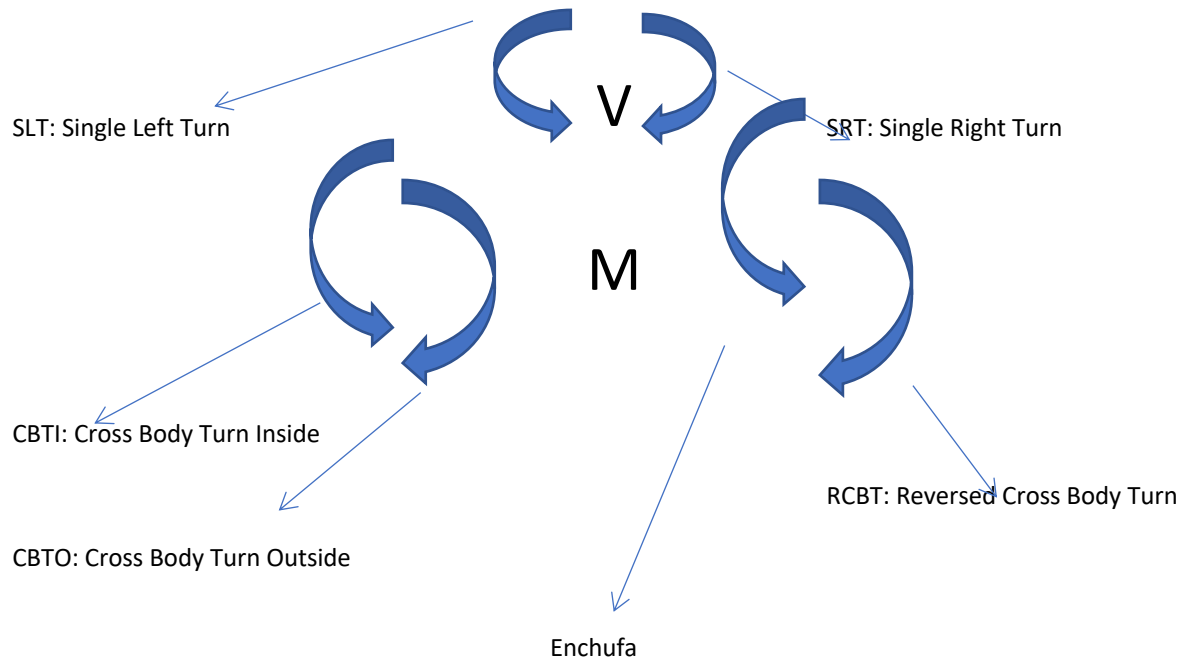 V
SLT: Single Left Turn
SRT: Single Right Turn
M
CBTI: Cross Body Turn Inside
RCBT: Reversed Cross Body Turn
CBTO: Cross Body Turn Outside
Enchufa